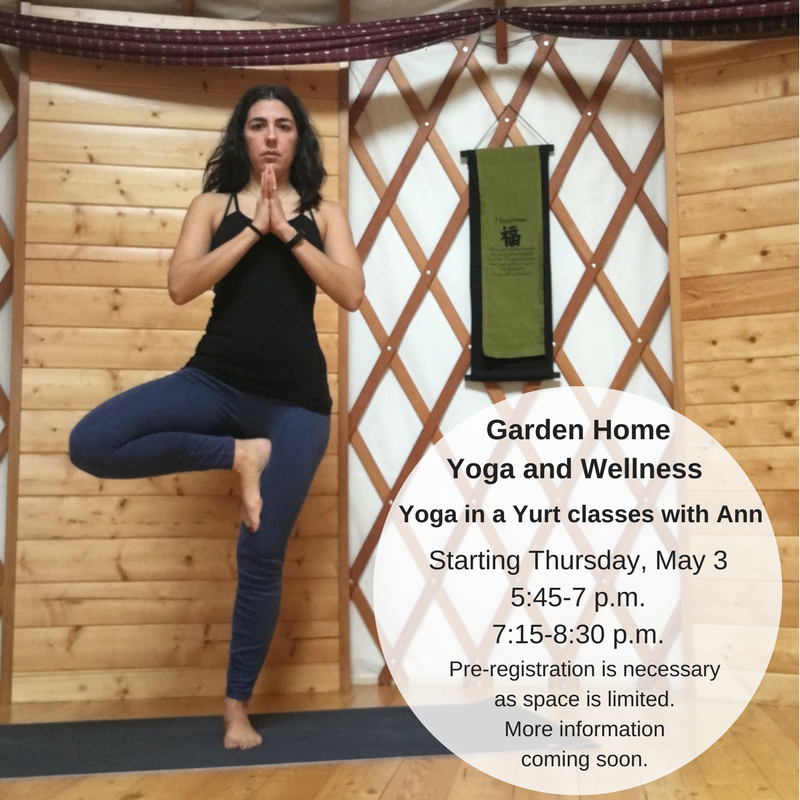 Happiness
福
Garden Home
Yoga and Wellness
Yoga in a Yurt classes with Ann
Starting Thursday, May 3
5:45-7 p.m.
7:15-8:30 p.m.
Pre-registration is necessary
as space is limited.
More information
coming soon.